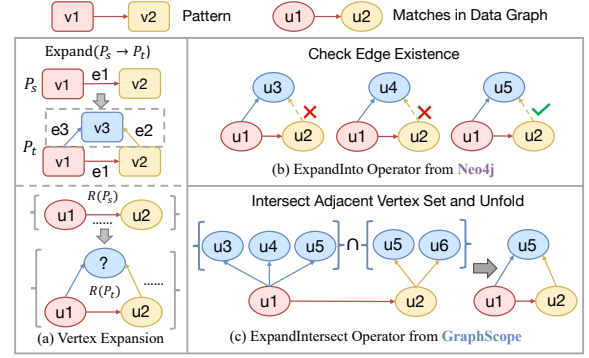 v1 v2 Pattern u1 u2 Matches in Data Graph
Expand(Ps → Pt)
Ps v1 e1 v2
e3 v3 e2
Pt v1 e1 v2
R(Ps)
u1 ...... u2
?
R(Pt) ......
u1 u2
(a) Vertex Expansion
Check Edge Existence
u3 u4 u5
u1 u2 u1 u2 u1 u2
(b) ExpandInto Operator from Neo4j
Intersect Adjacent Vertex Set and Unfold
u3 u4 u5 ∩ u5 u6 u5
u1 u2 u1 u2
(c) ExpandIntersect Operator from GraphScope